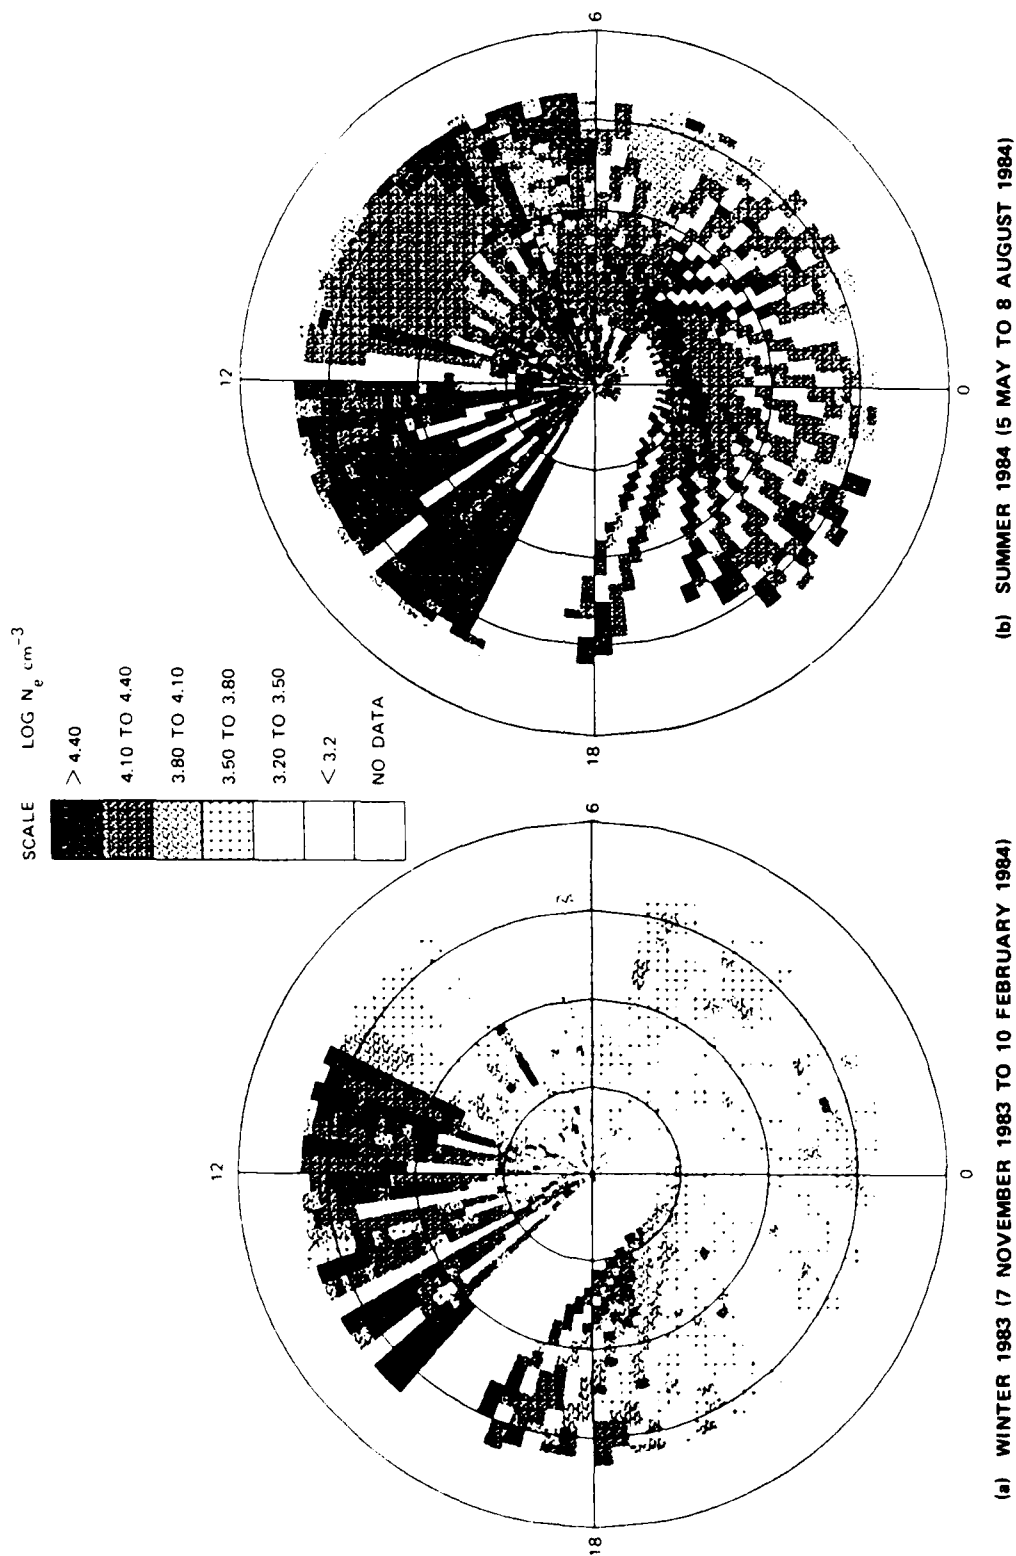 SCALE LOG Nₑ cm⁻³
> 4.40
4.10 TO 4.40
3.80 TO 4.10
3.50 TO 3.80
3.20 TO 3.50
< 3.2
NO DATA
12
18
6
0
(a) WINTER 1983 (7 NOVEMBER 1983 TO 10 FEBRUARY 1984)
12
18
6
0
(b) SUMMER 1984 (5 MAY TO 8 AUGUST 1984)